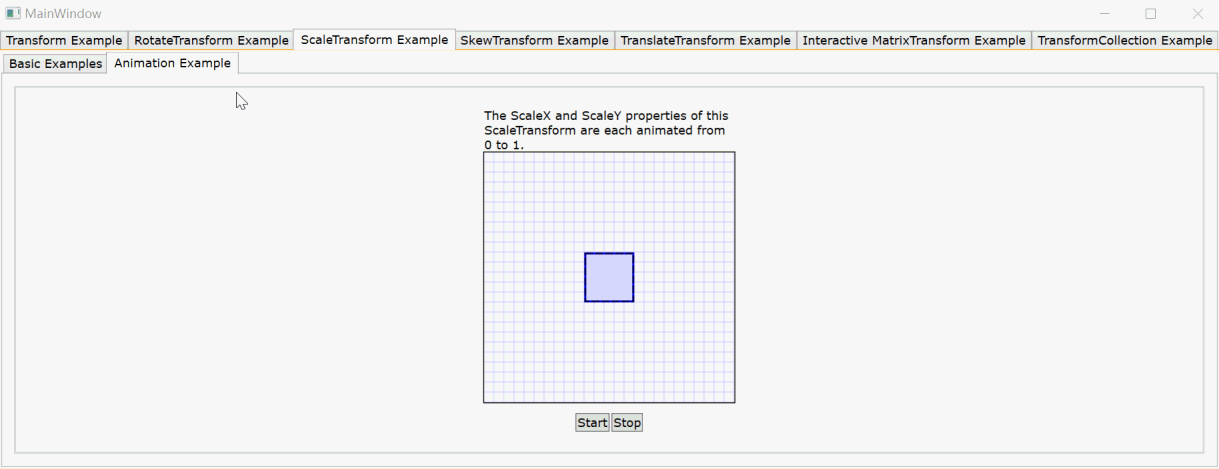 MainWindow
Transform Example RotateTransform Example ScaleTransform Example SkewTransform Example TranslateTransform Example Interactive MatrixTransform Example TransformCollection Example
Basic Examples Animation Example
The ScaleX and ScaleY properties of this
ScaleTransform are each animated from
0 to 1.
Start Stop